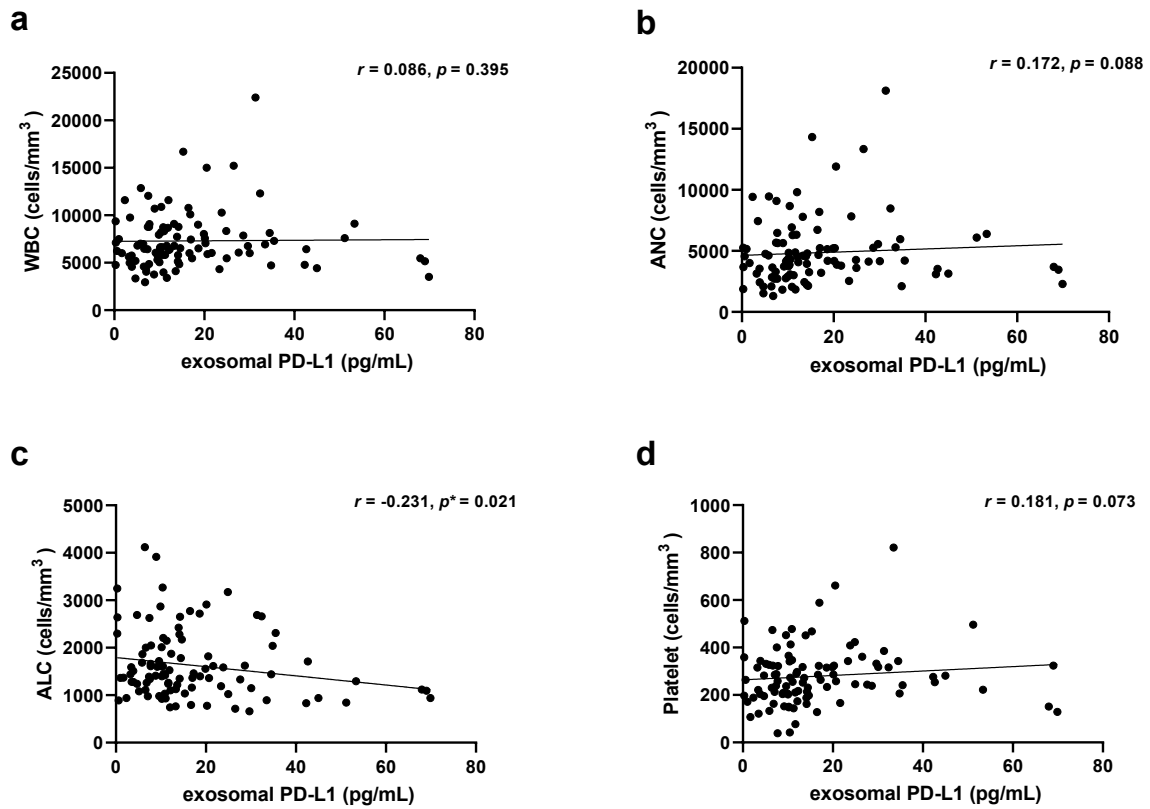 a
r = 0.086, p = 0.395
25000
20000
15000
10000
5000
0
WBC (cells/mm³ )
0 20 40 60 80
exosomal PD-L1 (pg/mL)
b
r = 0.172, p = 0.088
20000
15000
10000
5000
0
ANC (cells/mm³ )
0 20 40 60 80
exosomal PD-L1 (pg/mL)
c
r = -0.231, p* = 0.021
5000
4000
3000
2000
1000
0
ALC (cells/mm³ )
0 20 40 60 80
exosomal PD-L1 (pg/mL)
d
r = 0.181, p = 0.073
1000
800
600
400
200
0
Platelet (cells/mm³ )
0 20 40 60 80
exosomal PD-L1 (pg/mL)